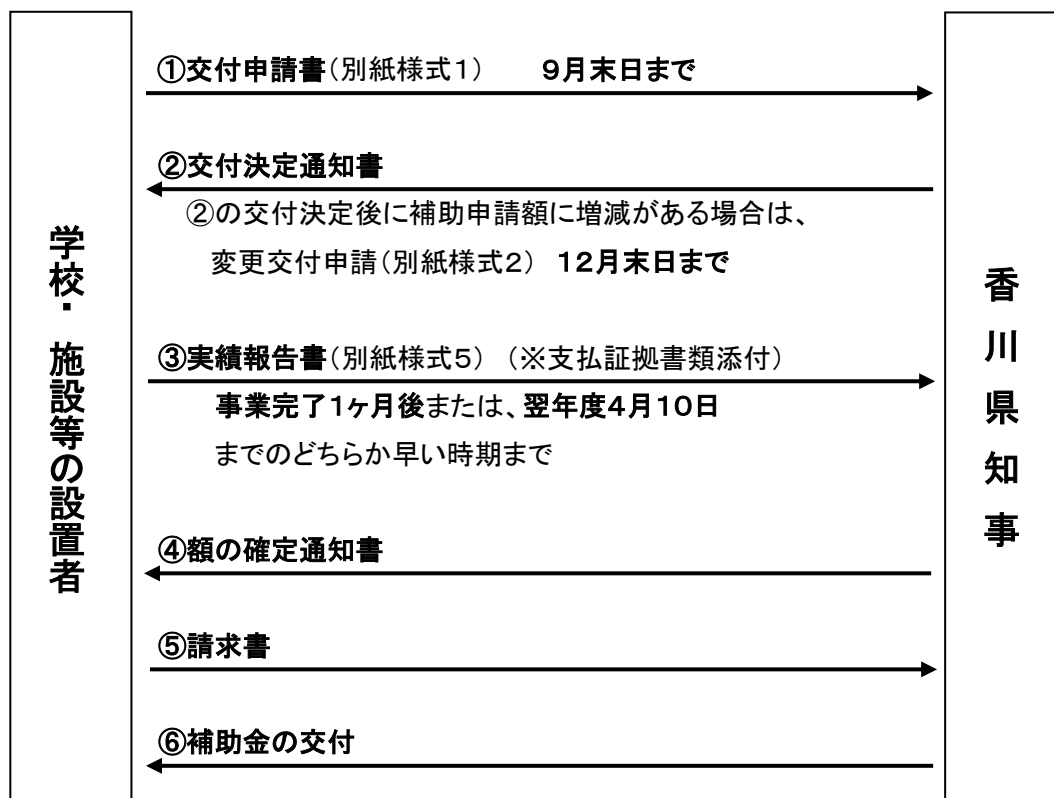 学校・施設等の設置者
①交付申請書（別紙様式１）　９月末日まで
②交付決定通知書
②の交付決定後に補助申請額に増減がある場合は、
変更交付申請（別紙様式２）　１２月末日まで
③実績報告書（別紙様式５）（※支払証拠書類添付）
事業完了１ヶ月後または、翌年度４月１０日
までのどちらか早い時期まで
④額の確定通知書
⑤請求書
⑥補助金の交付
香川県知事